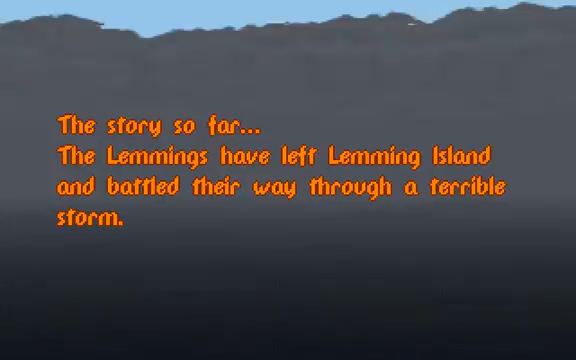 The story so far...
The Lemmings have left Lemming Island
and battled their way through a terrible
storm.